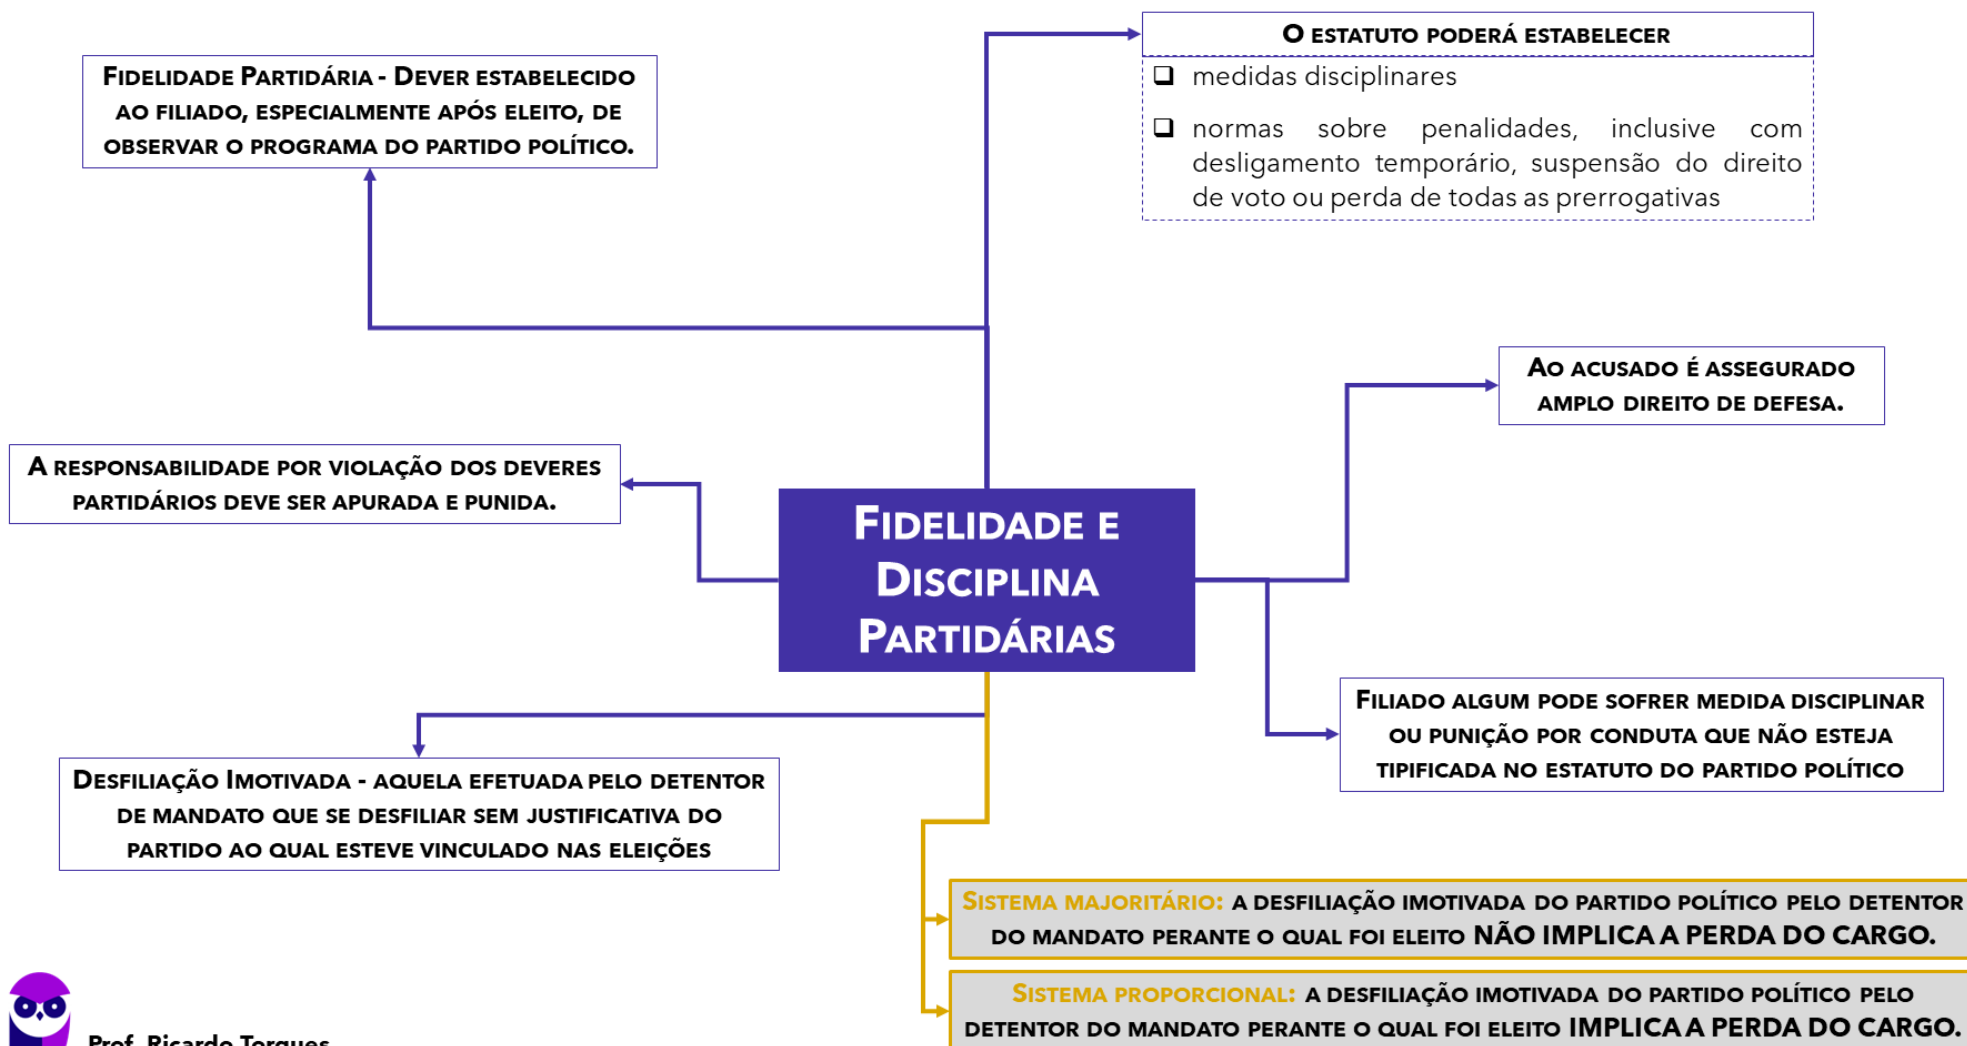 O ESTATUTO PODERÁ ESTABELECER
❑ medidas disciplinares
❑ normas sobre penalidades, inclusive com
desligamento temporário, suspensão do direito
de voto ou perda de todas as prerrogativas
FIDELIDADE PARTIDÁRIA - DEVER ESTABELECIDO
AO FILIADO, ESPECIALMENTE APÓS ELEITO, DE
OBSERVAR O PROGRAMA DO PARTIDO POLÍTICO.
AO ACUSADO É ASSEGURADO
AMPLO DIREITO DE DEFESA.
A RESPONSABILIDADE POR VIOLAÇÃO DOS DEVERES
PARTIDÁRIOS DEVE SER APURADA E PUNIDA.
FIDELIDADE E
DISCIPLINA
PARTIDÁRIAS
FILIADO ALGUM PODE SOFRER MEDIDA DISCIPLINAR
OU PUNIÇÃO POR CONDUTA QUE NÃO ESTEJA
TIPIFICADA NO ESTATUTO DO PARTIDO POLÍTICO
DESFILIAÇÃO IMOTIVADA - AQUELA EFETUADA PELO DETENTOR
DE MANDATO QUE SE DESFILIAR SEM JUSTIFICATIVA DO
PARTIDO AO QUAL ESTEVE VINCULADO NAS ELEIÇÕES
SISTEMA MAJORITÁRIO: A DESFILIAÇÃO IMOTIVADA DO PARTIDO POLÍTICO PELO DETENTOR
DO MANDATO PERANTE O QUAL FOI ELEITO NÃO IMPLICA A PERDA DO CARGO.
SISTEMA PROPORCIONAL: A DESFILIAÇÃO IMOTIVADA DO PARTIDO POLÍTICO PELO
DETENTOR DO MANDATO PERANTE O QUAL FOI ELEITO IMPLICA A PERDA DO CARGO.
Prof. Ricardo Torques